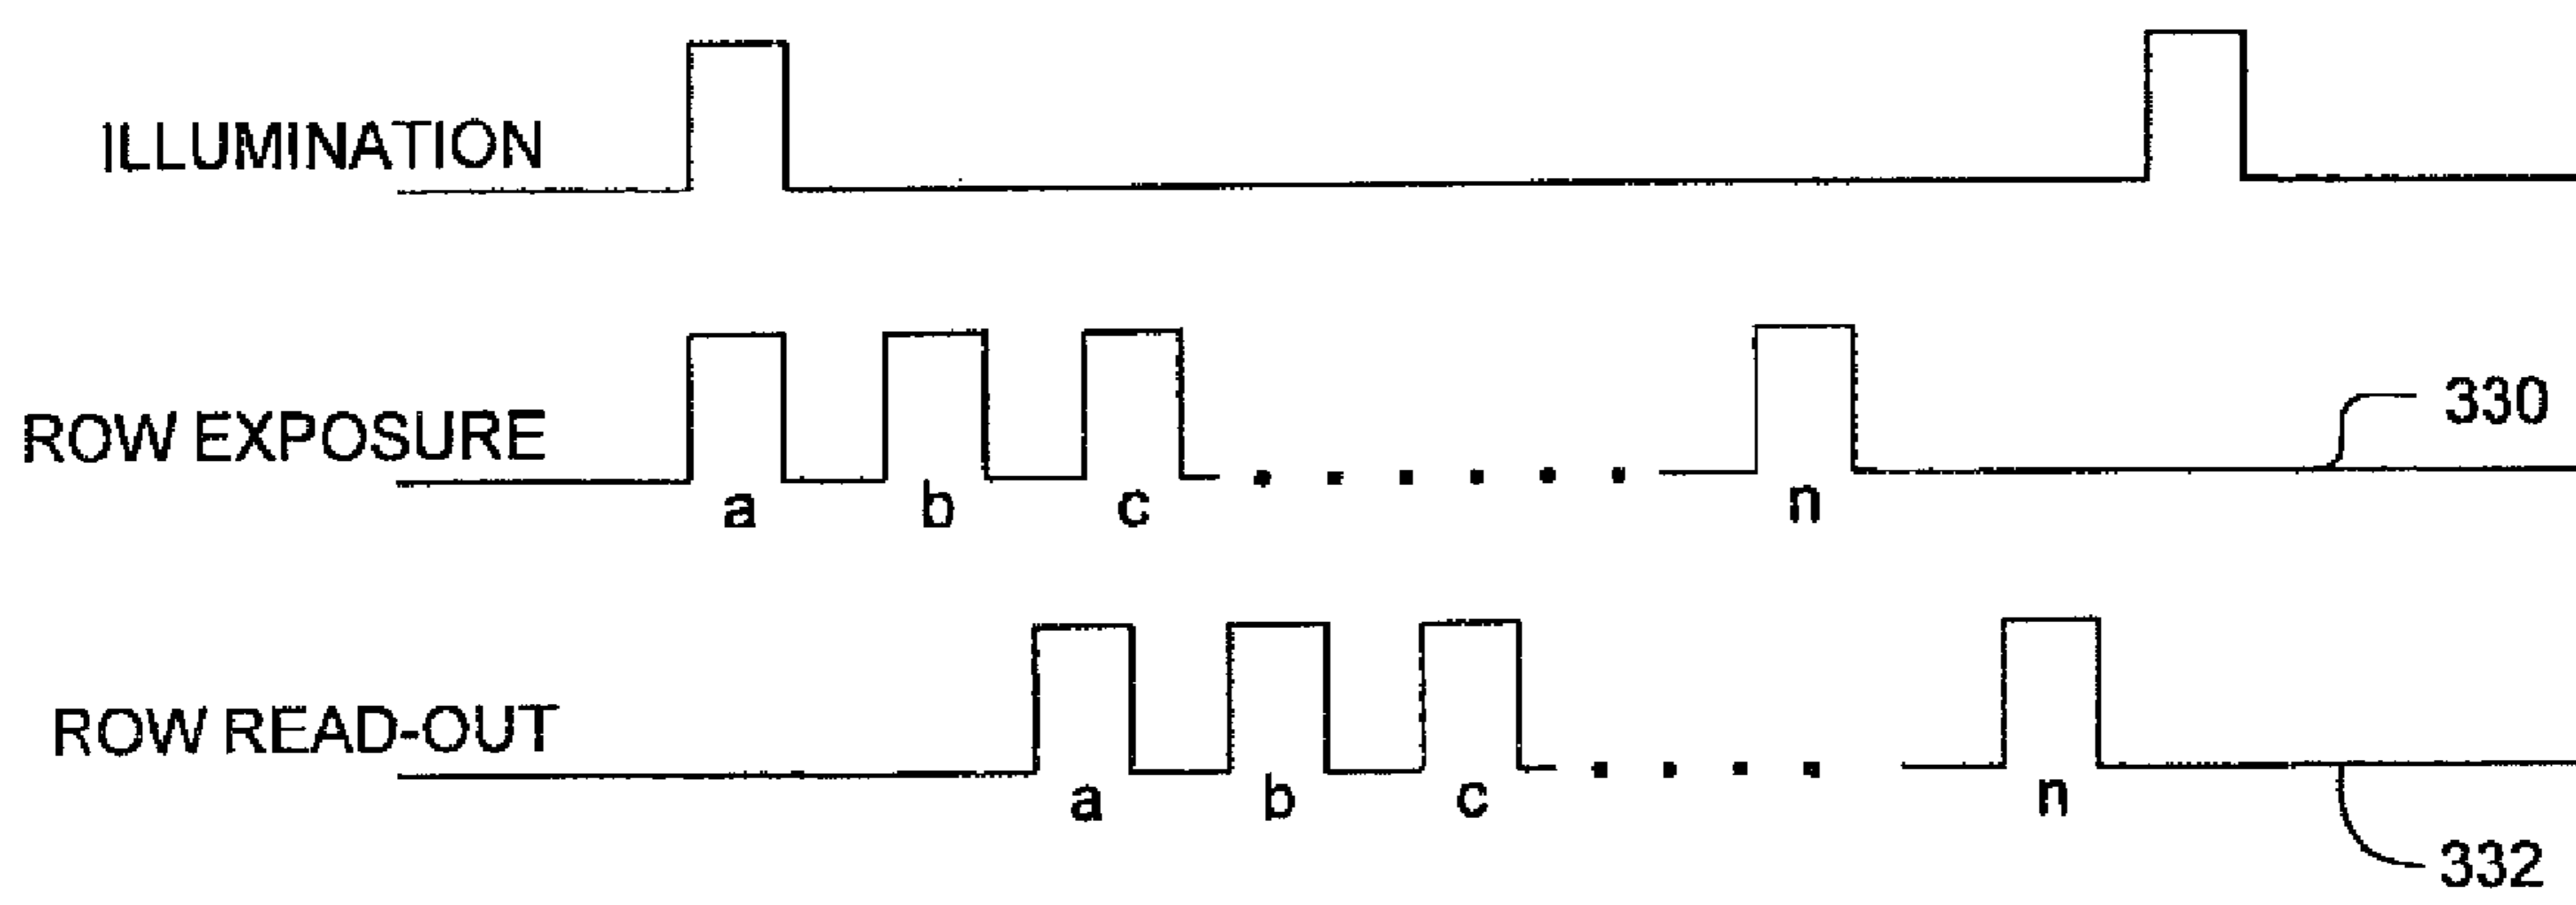 ILLUMINATION
ROW EXPOSURE
330
a b c n
ROW READ-OUT
a b c n
332